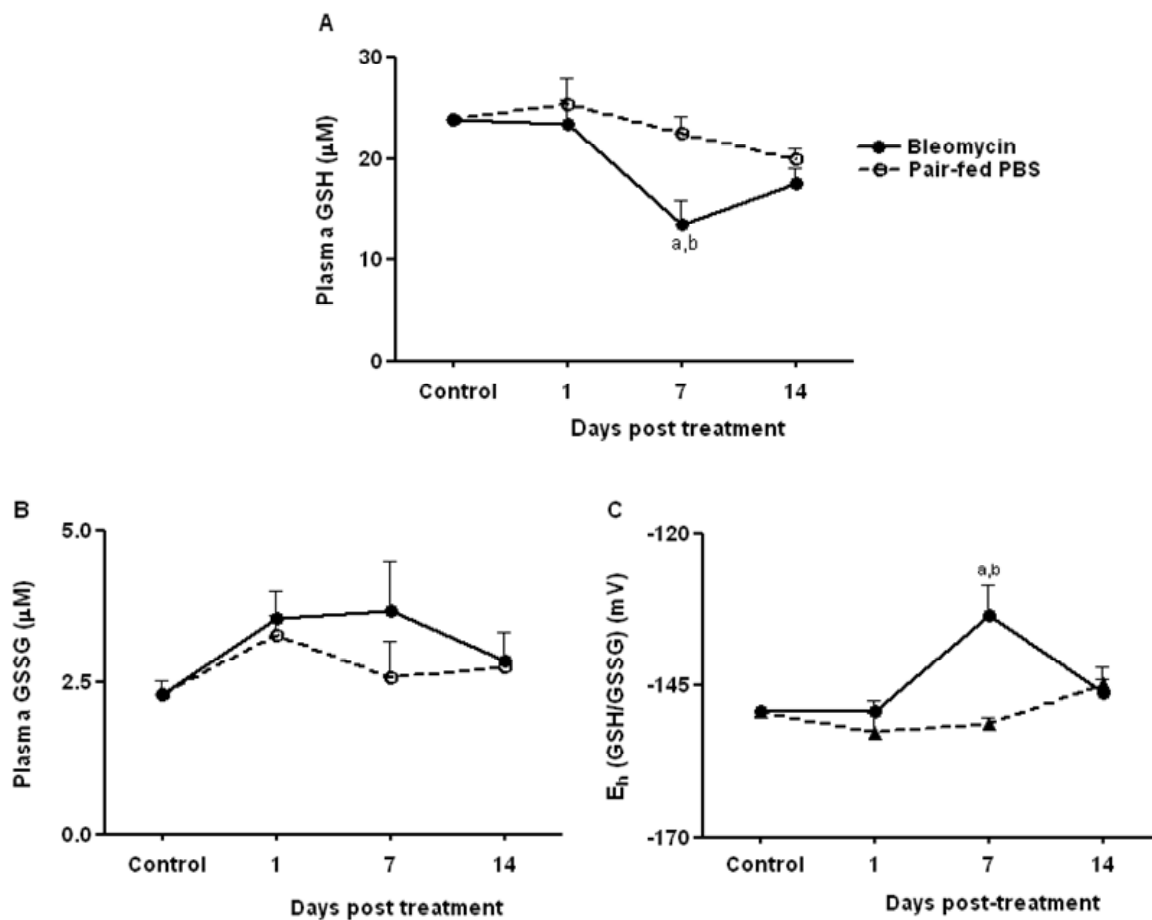 A
30
20
10
0
Plasma GSH (µM)
a,b
Control 1 7 14
Days post treatment
Bleomycin
Pair-fed PBS
B
5.0
2.5
0.0
Plasma GSSG (µM)
Control 1 7 14
Days post treatment
C
-120
-145
-170
Eh (GSH/GSSG) (mV)
a,b
Control 1 7 14
Days post-treatment